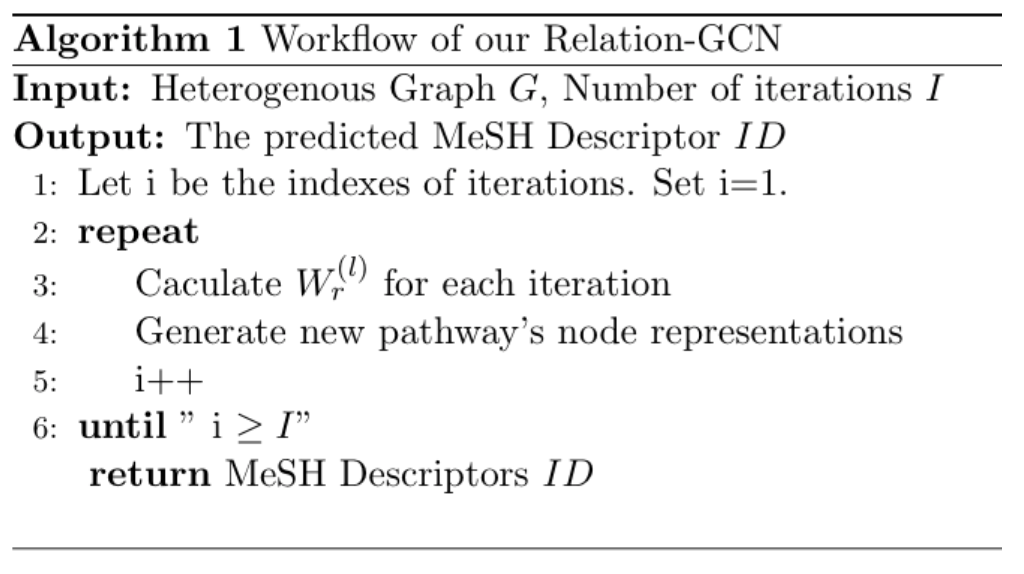 Algorithm 1 Workflow of our Relation-GCN
Input: Heterogenous Graph G, Number of iterations I
Output: The predicted MeSH Descriptor ID
1: Let i be the indexes of iterations. Set i=1.
2: repeat
3: Caculate W_r^{(l)} for each iteration
4: Generate new pathway's node representations
5: i++
6: until ” i ≥ I”
return MeSH Descriptors ID